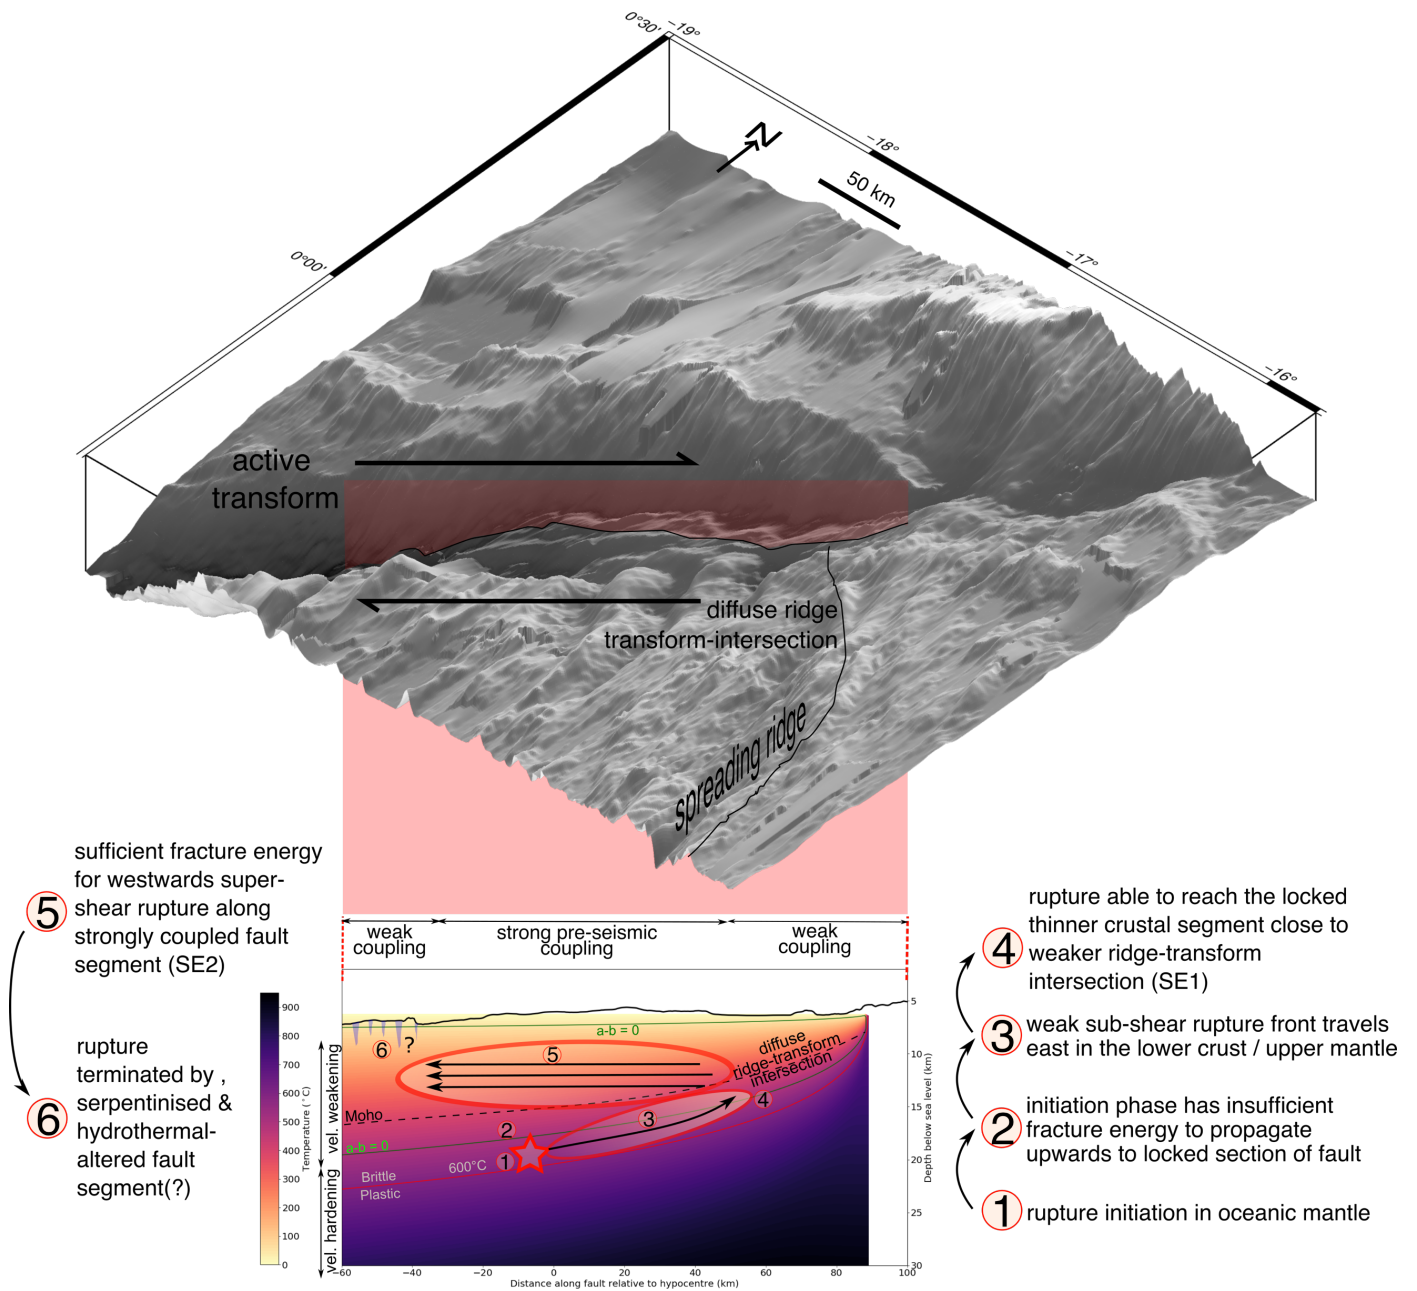 0°30'
−19°
N
50 km
−18°
0°00'
−17°
−16°
active
transform
diffuse ridge
transform-intersection
spreading ridge
sufficient fracture energy
for westwards super-
shear rupture along
strongly coupled fault
segment (SE2)
5
rupture
terminated by ,
serpentinised &
hydrothermal-
altered fault
segment(?)
6
weak
coupling
strong pre-seismic
coupling
weak
coupling
rupture able to reach the locked
thinner crustal segment close to
weaker ridge-transform
intersection (SE1)
4
weak sub-shear rupture front travels
east in the lower crust / upper mantle
3
initiation phase has insufficient
fracture energy to propagate
upwards to locked section of fault
2
rupture initiation in oceanic mantle
1
900
800
700
600
500
400
300
200
100
0
Temperature (°C)
vel. weakening
vel. hardening
a-b = 0
6
?
5
diffuse
ridge-transform
intersection
Moho
4
3
2
a-b = 0
1
600°C
Brittle
Plastic
5
10
15
20
25
30
Depth below sea level (km)
−60
−40
−20
0
20
40
60
80
100
Distance along fault relative to hypocentre (km)